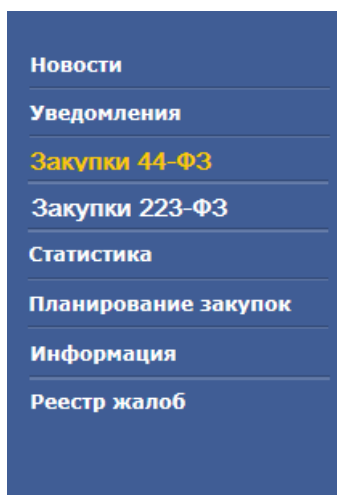 Новости
Уведомления
Закупки 44-ФЗ
Закупки 223-ФЗ
Статистика
Планирование закупок
Информация
Реестр жалоб